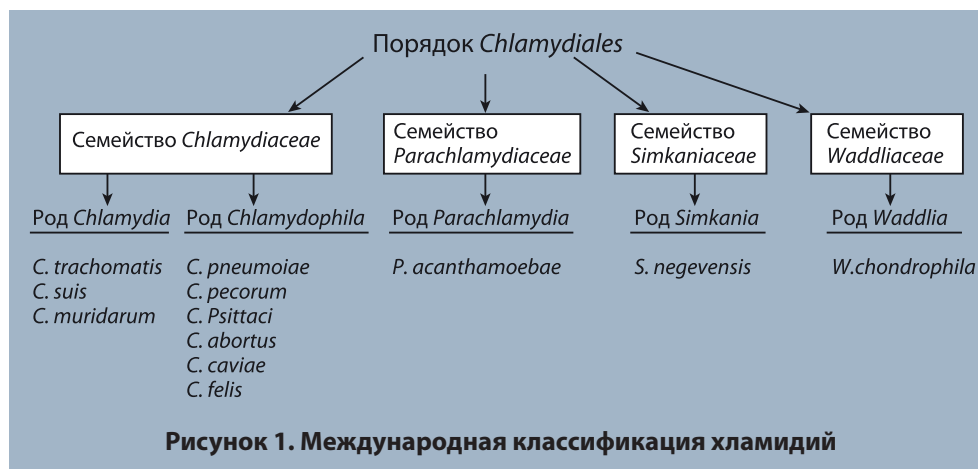 Порядок Chlamydiales
Семейство Chlamydiaceae
Семейство
Parachlamydiaceae
Семейство
Simkaniaceae
Семейство
Waddliaceae
Род Chlamydia
Род Chlamydophila
Род Parachlamydia
Род Simkania
Род Waddlia
C. trachomatis
C. suis
C. muridarum
C. pneumoiae
C. pecorum
C. Psittaci
C. abortus
C. caviae
C. felis
P. acanthamoebae
S. negevensis
W.chondrophila
Рисунок 1. Международная классификация хламидий